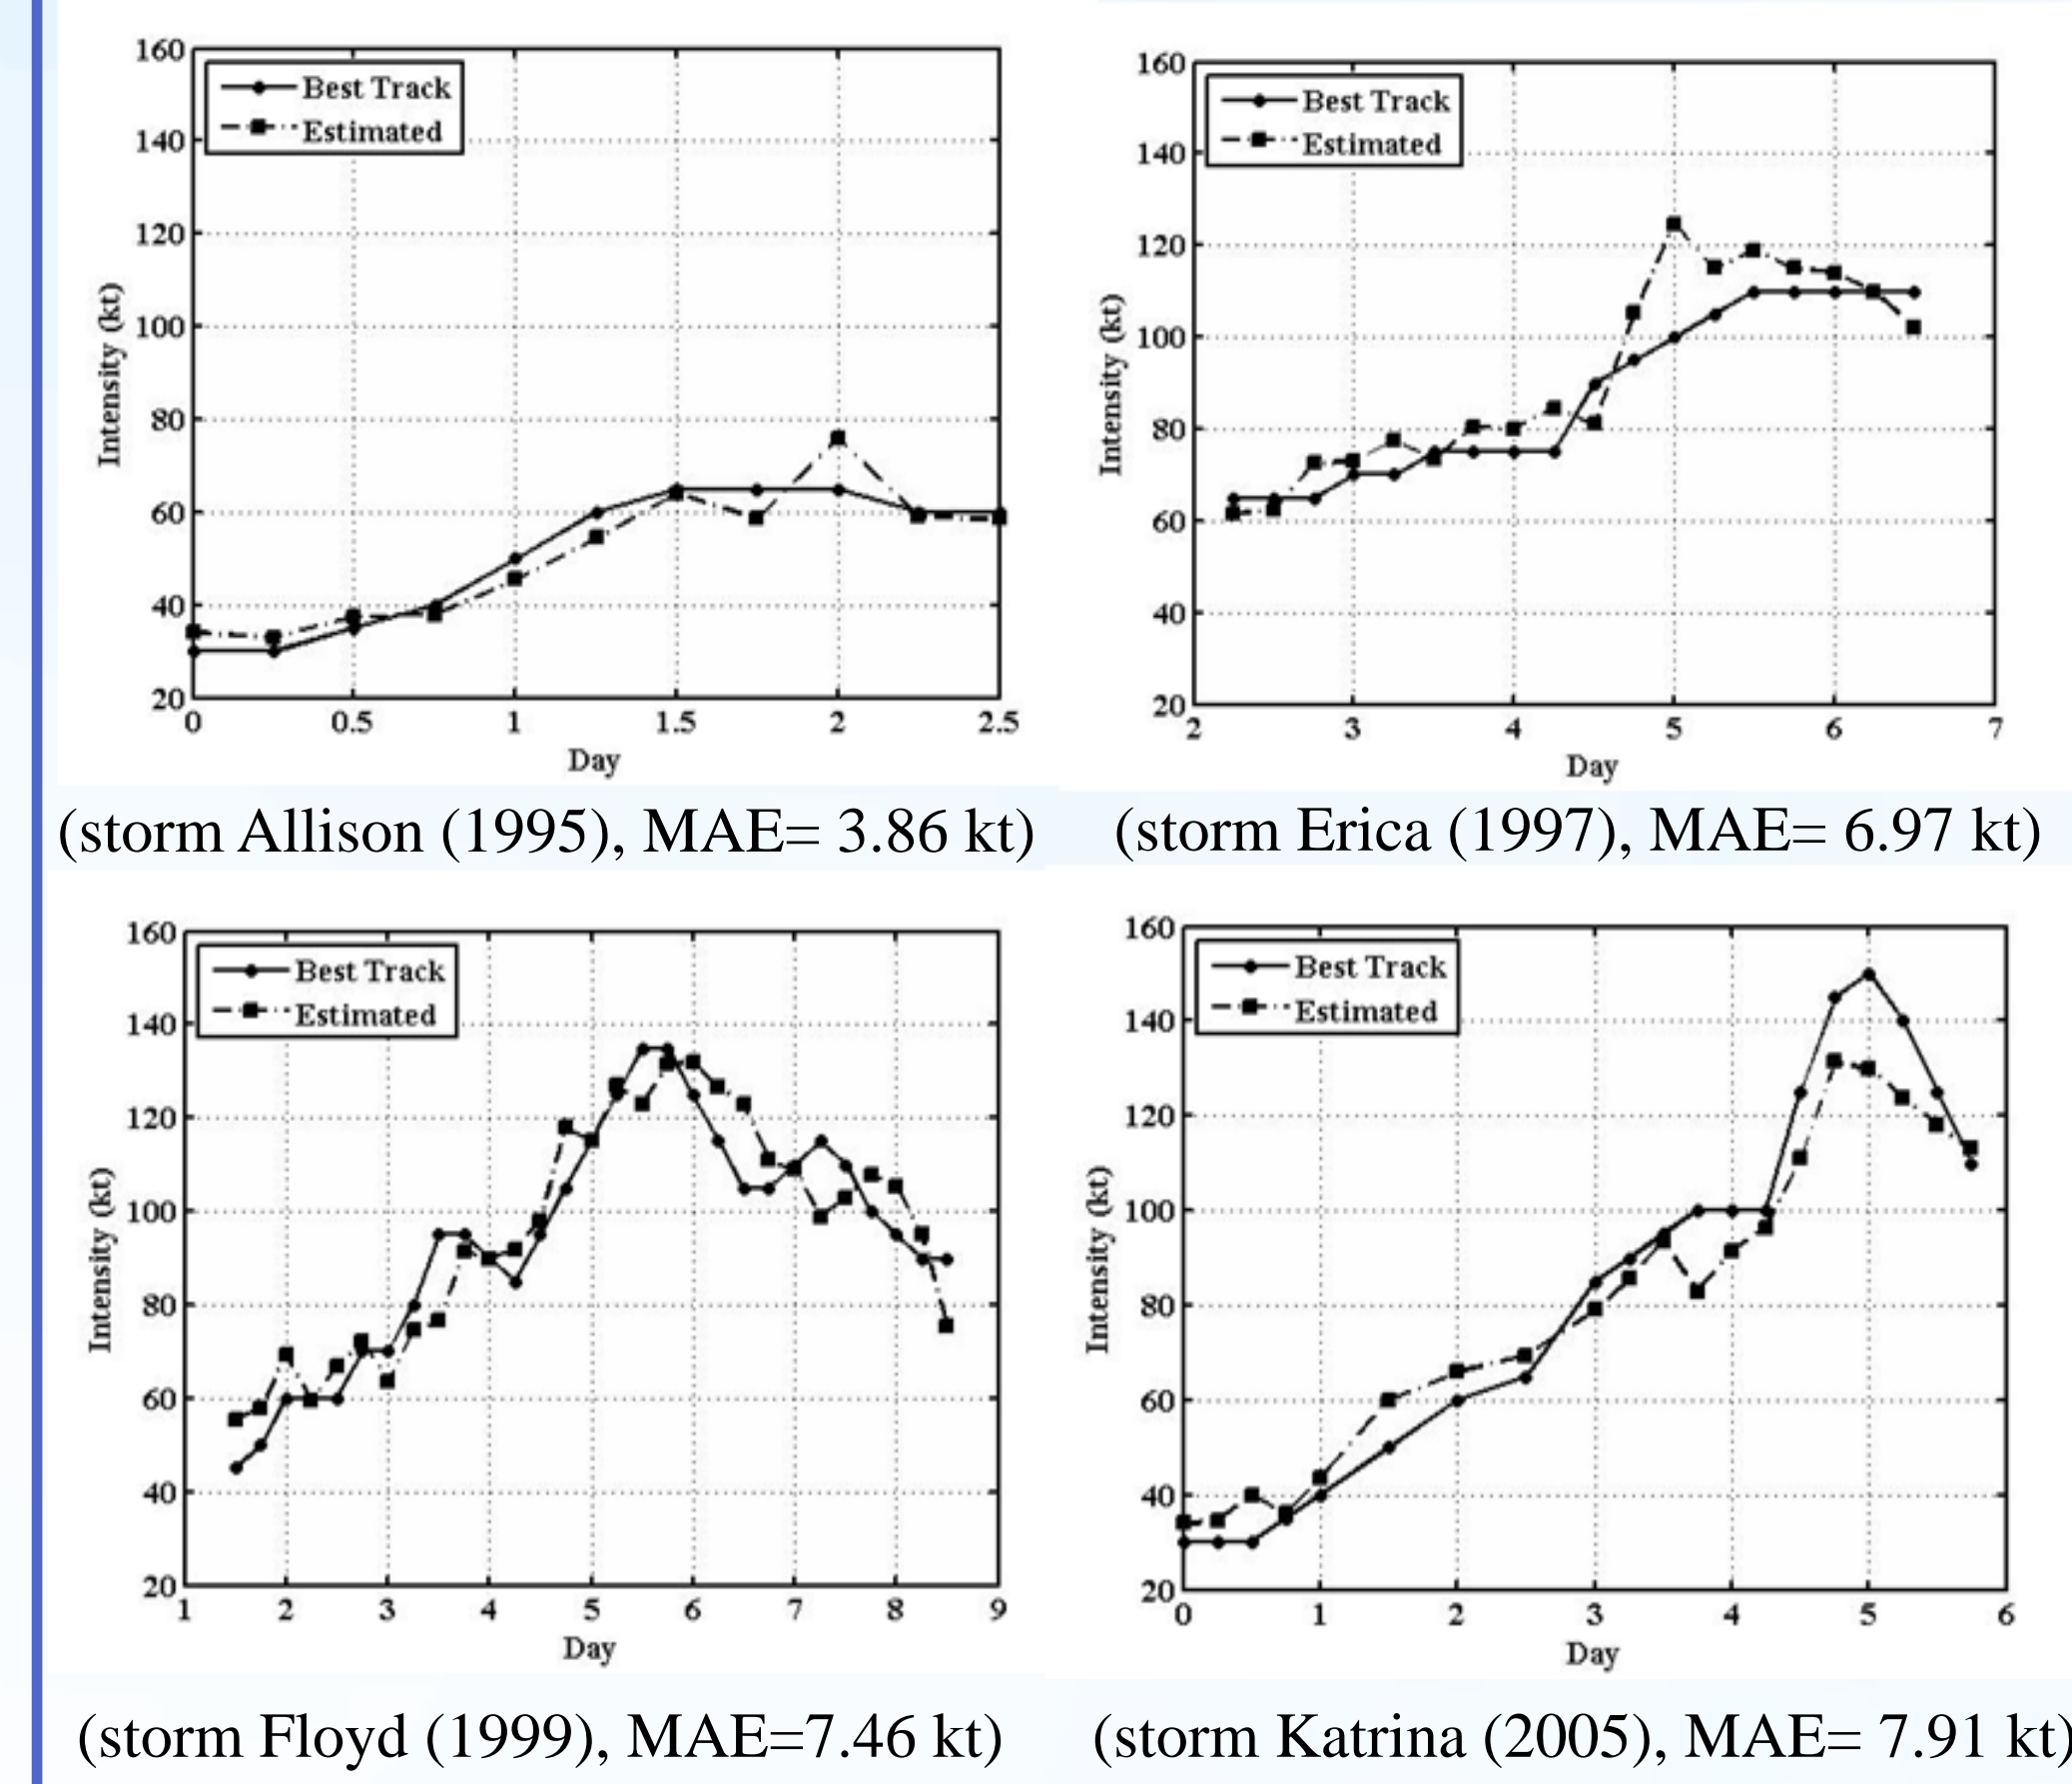 160
140
120
100
80
60
40
20
Best Track
Estimated
Intensity (kt)
0 0.5 1 1.5 2 2.5
Day
(storm Allison (1995), MAE= 3.86 kt)
160
140
120
100
80
60
40
20
Best Track
Estimated
Intensity (kt)
2 3 4 5 6 7
Day
(storm Erica (1997), MAE= 6.97 kt)
160
140
120
100
80
60
40
20
Best Track
Estimated
Intensity (kt)
1 2 3 4 5 6 7 8 9
Day
(storm Floyd (1999), MAE=7.46 kt)
160
140
120
100
80
60
40
20
Best Track
Estimated
Intensity (kt)
0 1 2 3 4 5 6
Day
(storm Katrina (2005), MAE= 7.91 kt)